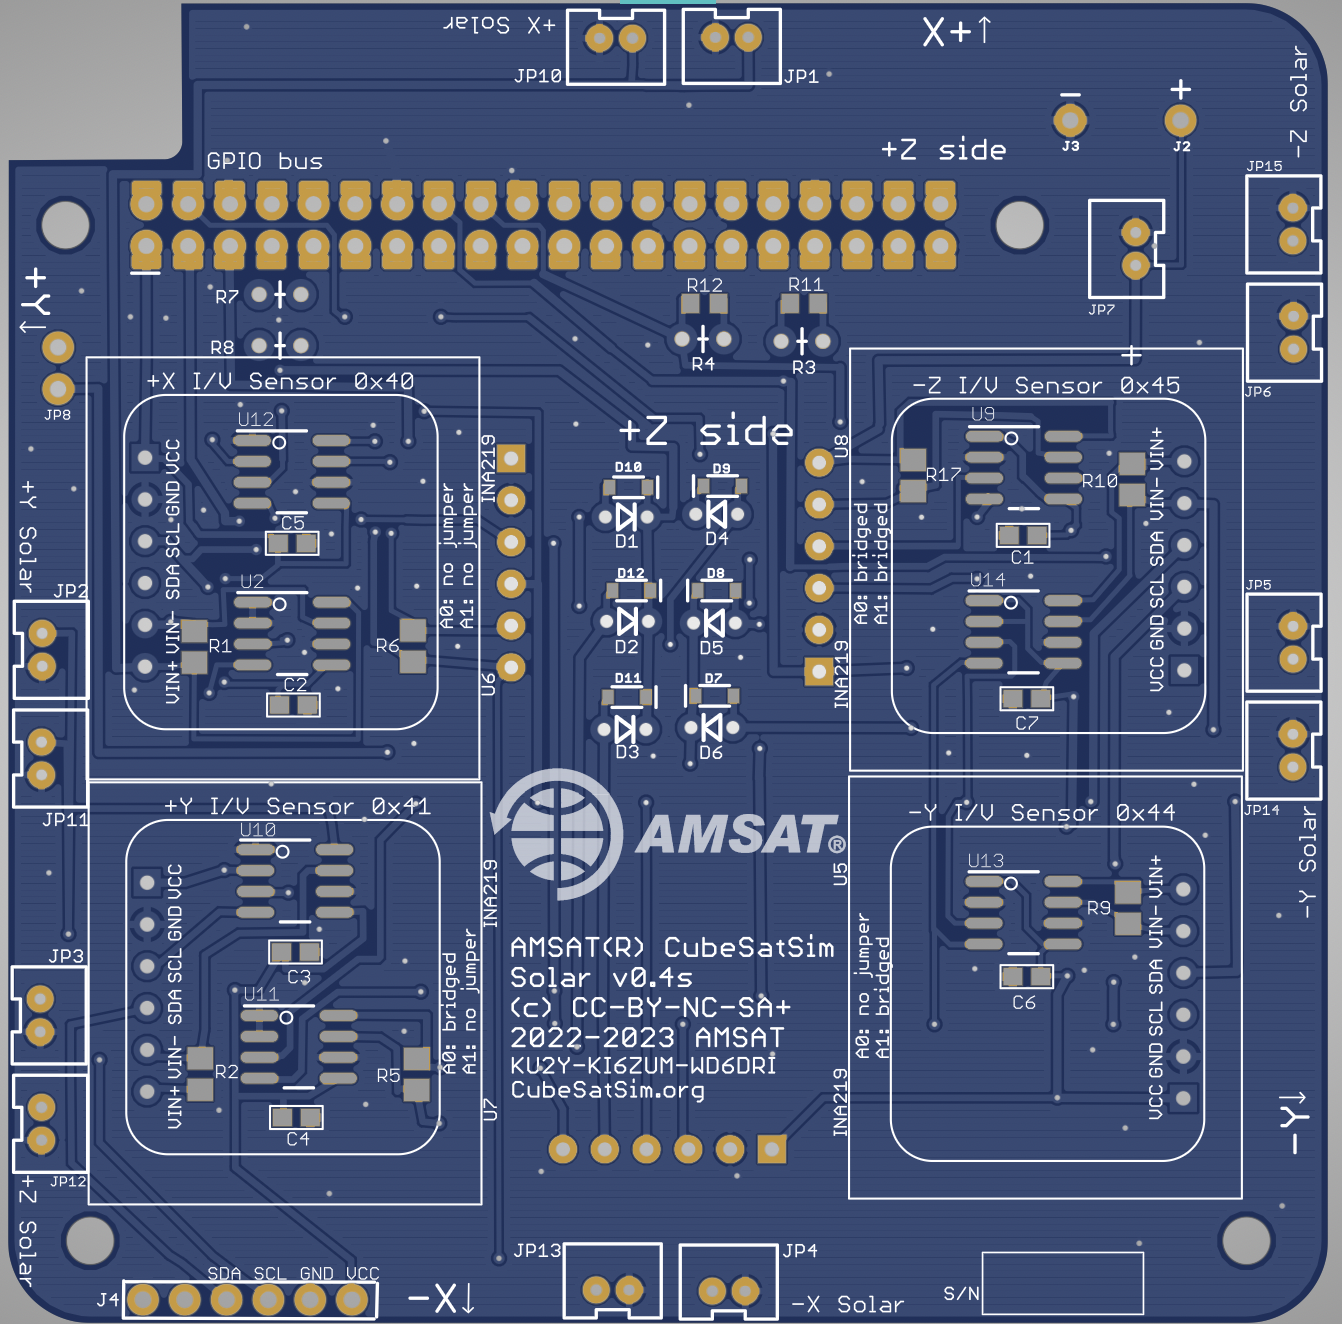 +X Solar
X+↑
JP10
JP1
-Z Solar
−
+
J3
J2
+Z side
GPIO bus
JP15
+Y↓
R7
R12
R11
JP7
R8
R4
R3
JP6
JP8
+X I/V Sensor 0x40
-Z I/V Sensor 0x45
U12
+Z side
U8
U9
INA219
D10
D9
VCC
GND
SCL
SDA
VIN-
VIN+
R17
R10
VIN+
VIN-
SDA
SCL
GND
VCC
+Y Solar
C5
A0: no jumper
A1: no jumper
D1
D4
A0: bridged
A1: bridged
C1
U2
D12
D8
U14
JP2
JP5
R1
R6
D2
D5
C2
U6
D11
D7
INA219
C7
D3
D6
JP11
+Y I/V Sensor 0x41
AMSAT®
-Y I/V Sensor 0x44
JP14
U10
INA219
U5
U13
-Y Solar
VCC
GND
SCL
SDA
VIN-
VIN+
VIN+
VIN-
SDA
SCL
GND
VCC
R9
JP3
C3
AMSAT(R) CubeSatSim
Solar v0.4s
(c) CC-BY-NC-SA+
2022-2023 AMSAT
KU2Y-KI6ZUM-WD6DRI
CubeSatSim.org
A0: bridged
A1: no jumper
A0: no jumper
A1: bridged
C6
U11
R2
R5
U7
INA219
C4
-Y↓
JP12
+Z Solar
JP13
JP4
SDA SCL GND VCC
J4
-X↓
-X Solar
S/N